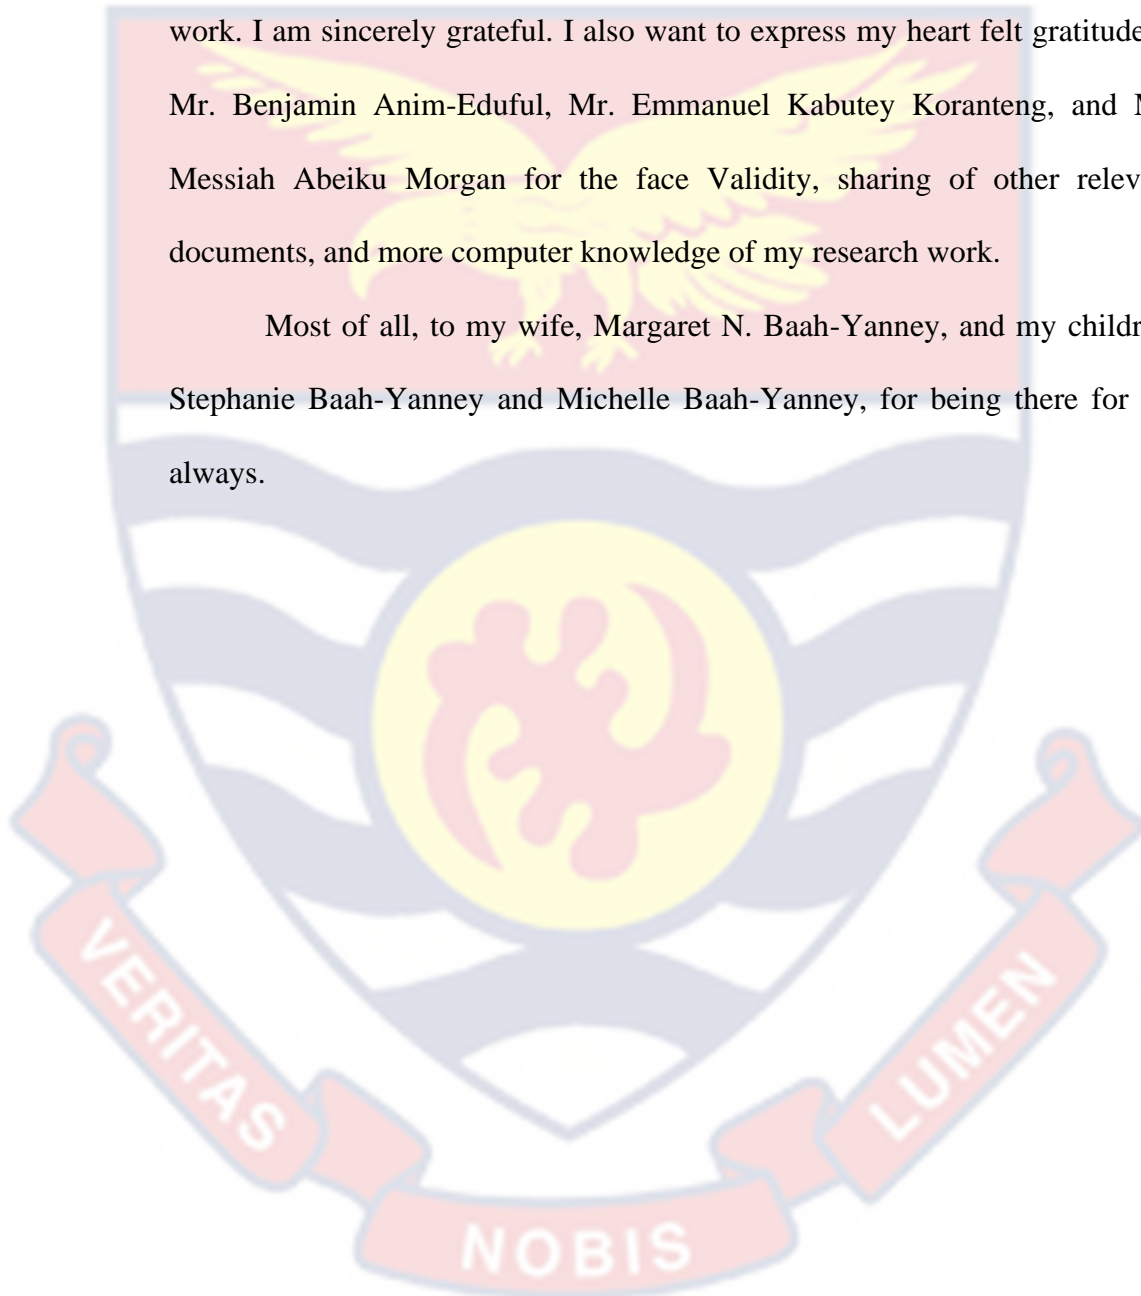 work. I am sincerely grateful. I also want to express my heart felt gratitude
Mr. Benjamin Anim-Eduful, Mr. Emmanuel Kabutey Koranteng, and
Messiah Abeiku Morgan for the face Validity, sharing of other
documents, and more computer knowledge of my research work.
Most of all, to my wife, Margaret N. Baah-Yanney, and my
Stephanie Baah-Yanney and Michelle Baah-Yanney, for being there for
always.
VERITAS
NOBIS
LUMEN